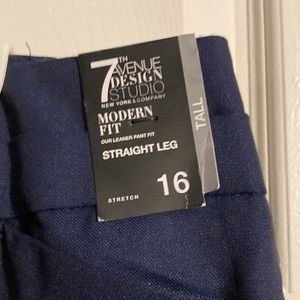 7TH
AVENUE
DESIGN
STUDIO
NEW YORK & COMPANY
MODERN
FIT
OUR LEANER PANT FIT
STRAIGHT LEG
16
STRETCH
TALL